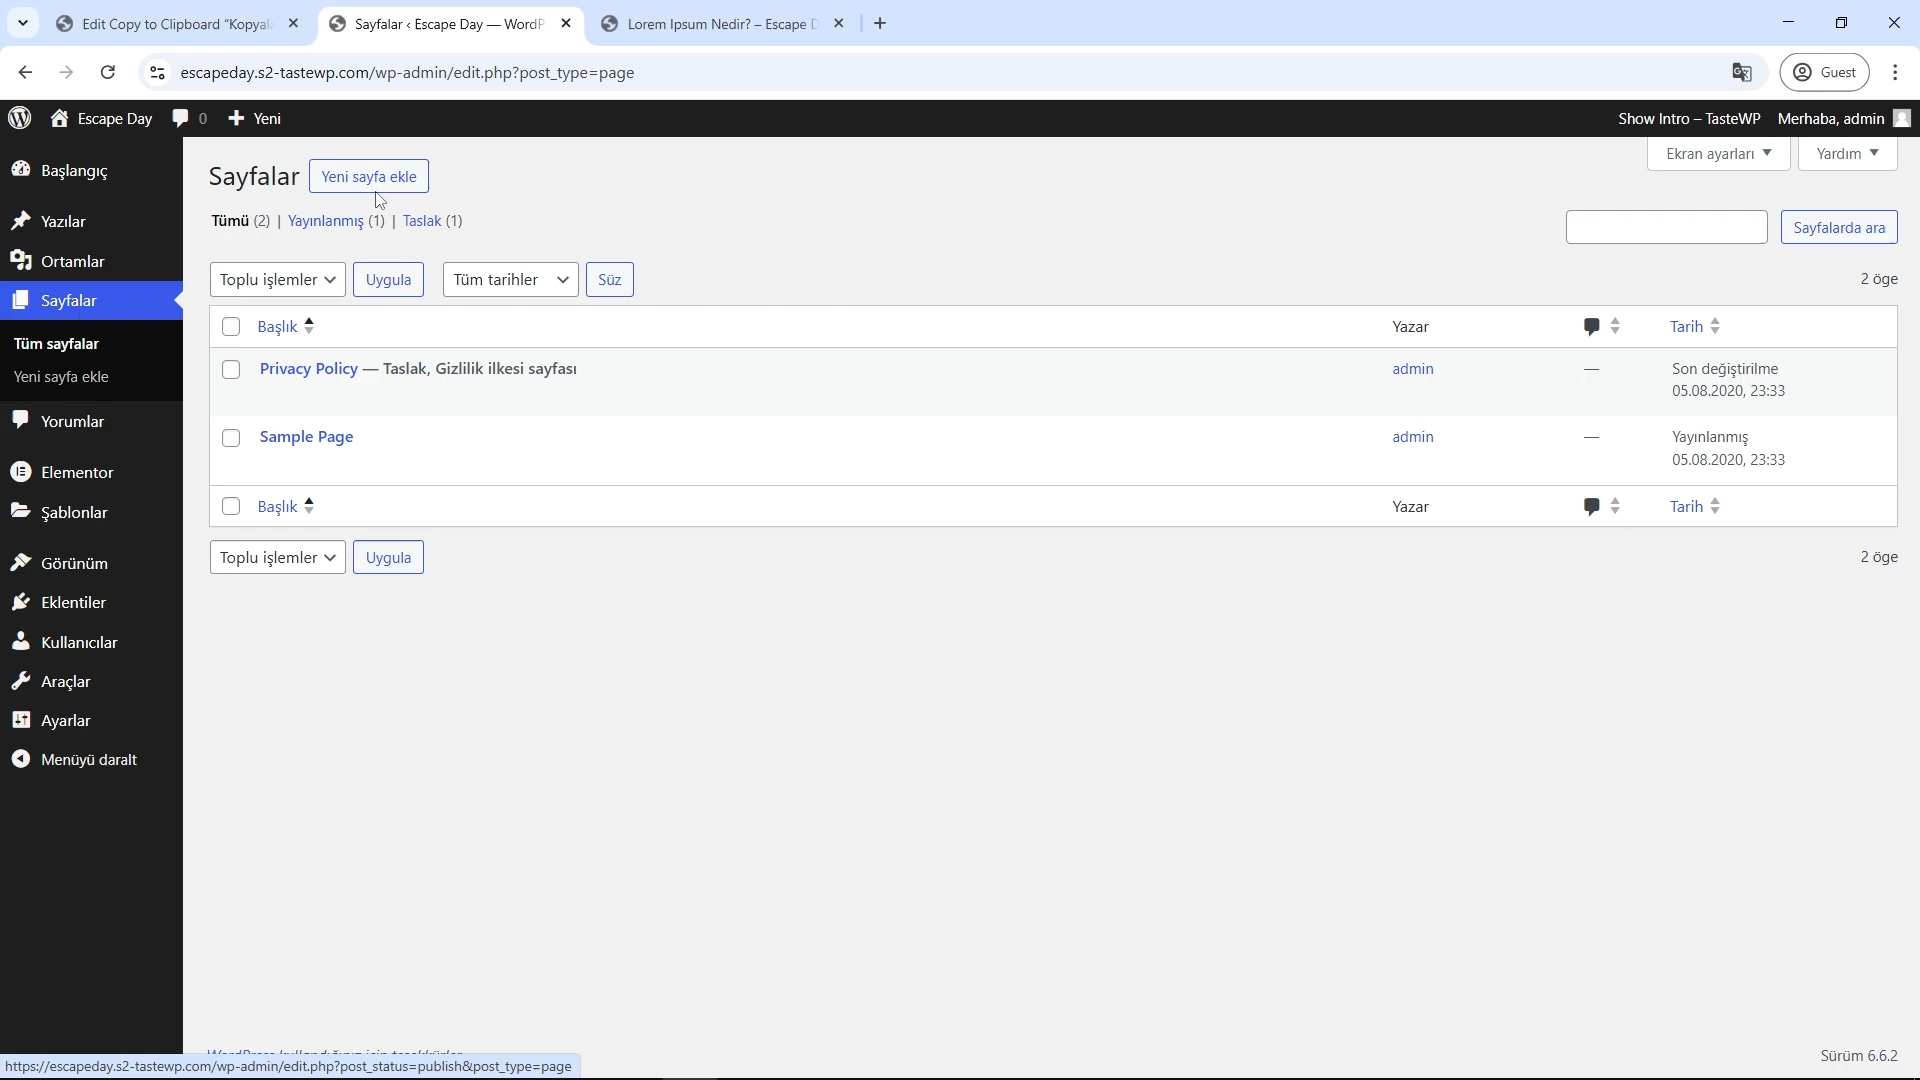 Edit Copy to Clipboard "Kopyala
Sayfalar ‹ Escape Day — WordP
Lorem Ipsum Nedir? – Escape D
escapeday.s2-tastewp.com/wp-admin/edit.php?post_type=page
Guest
Escape Day
0
Yeni
Show Intro – TasteWP
Merhaba, admin
Ekran ayarları
Yardım
Başlangıç
Yazılar
Ortamlar
Sayfalar
Tüm sayfalar
Yeni sayfa ekle
Yorumlar
Elementor
Şablonlar
Görünüm
Eklentiler
Kullanıcılar
Araçlar
Ayarlar
Menüyü daralt
Sayfalar
Yeni sayfa ekle
Tümü (2) | Yayınlanmış (1) | Taslak (1)
Sayfalarda ara
Toplu işlemler
Uygula
Tüm tarihler
Süz
2 öge
Başlık
Yazar
Tarih
Privacy Policy — Taslak, Gizlilik ilkesi sayfası
admin
—
Son değiştirilme
05.08.2020, 23:33
Sample Page
admin
—
Yayınlanmış
05.08.2020, 23:33
Başlık
Yazar
Tarih
Toplu işlemler
Uygula
2 öge
Sürüm 6.6.2
https://escapeday.s2-tastewp.com/wp-admin/edit.php?post_status=publish&post_type=page